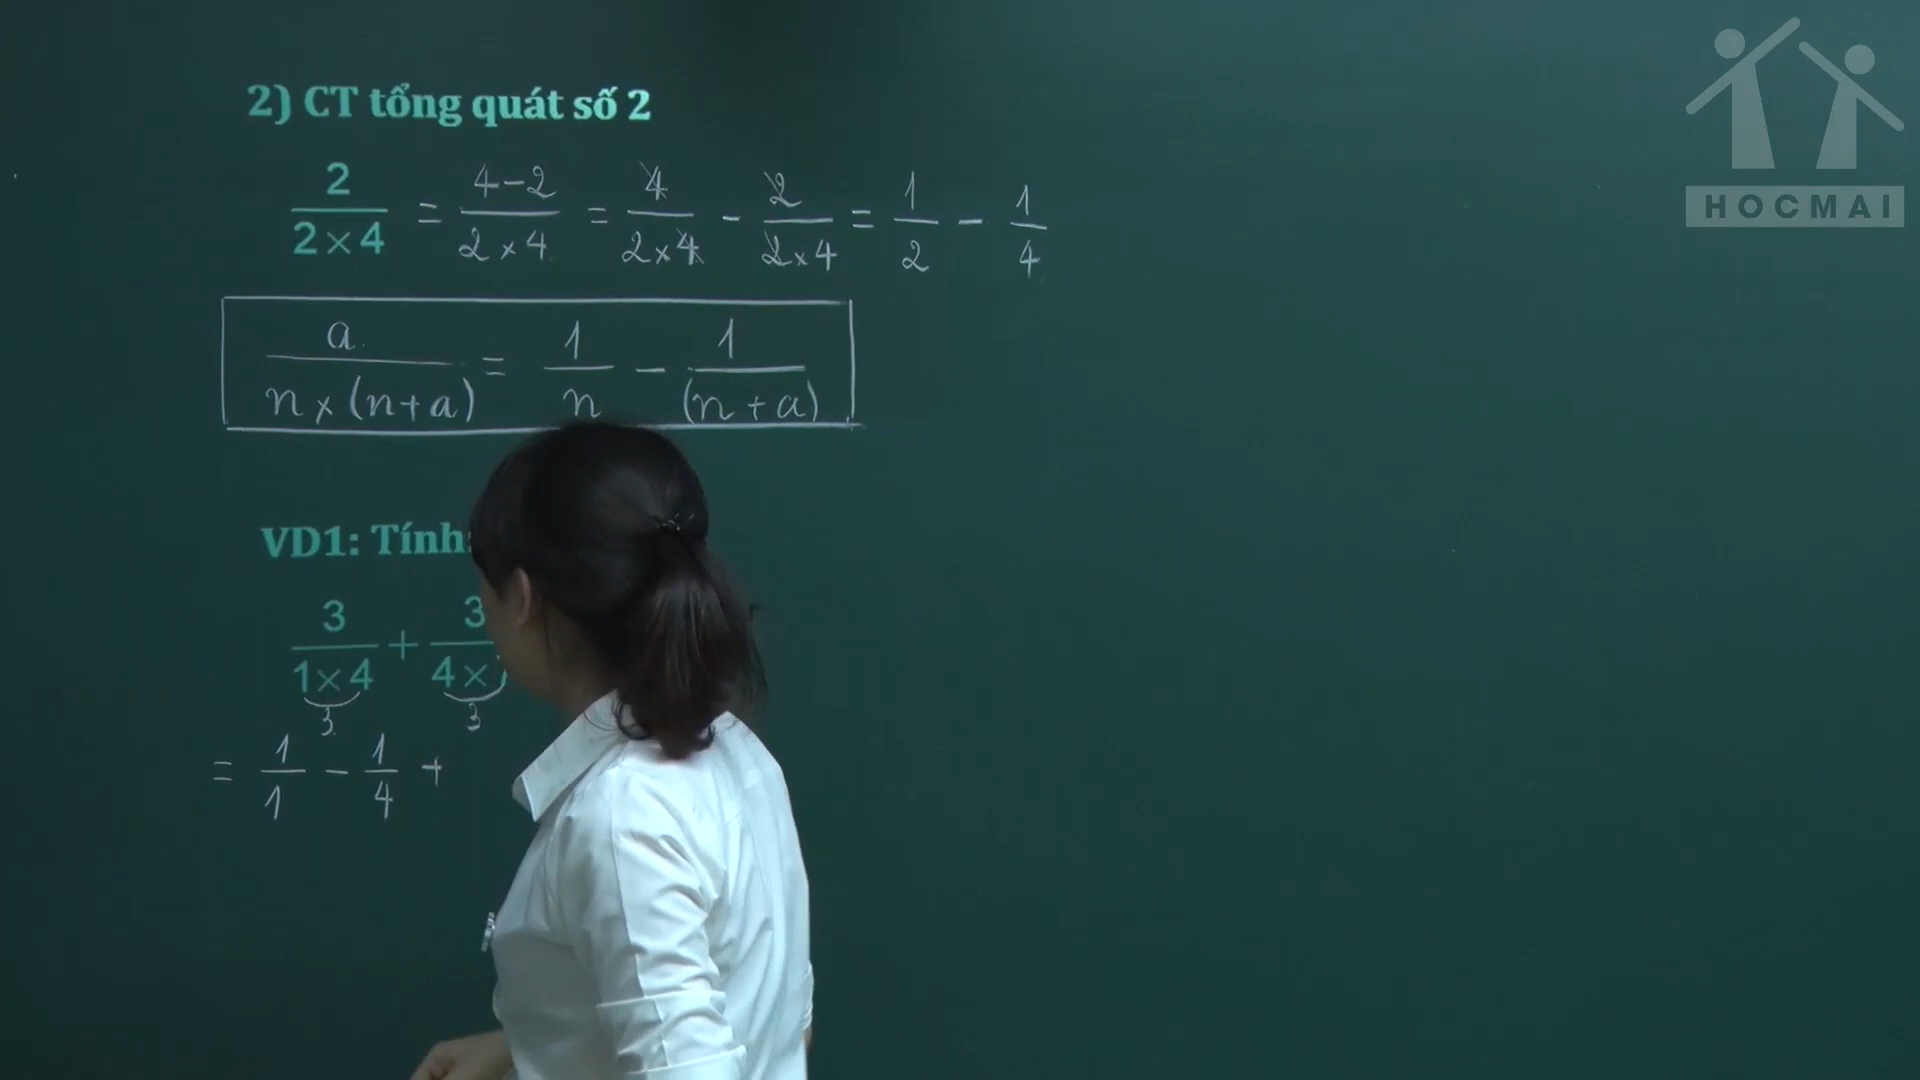 HOCMAI
2) CT tổng quát số 2
2/(2×4) = (4-2)/(2×4) = 4/(2×4) - 2/(2×4) = 1/2 - 1/4
a/(n×(n+a)) = 1/n - 1/(n+a)
VD1: Tính:
3/(1×4) + 3/(4×
3 3
= 1/1 - 1/4 +